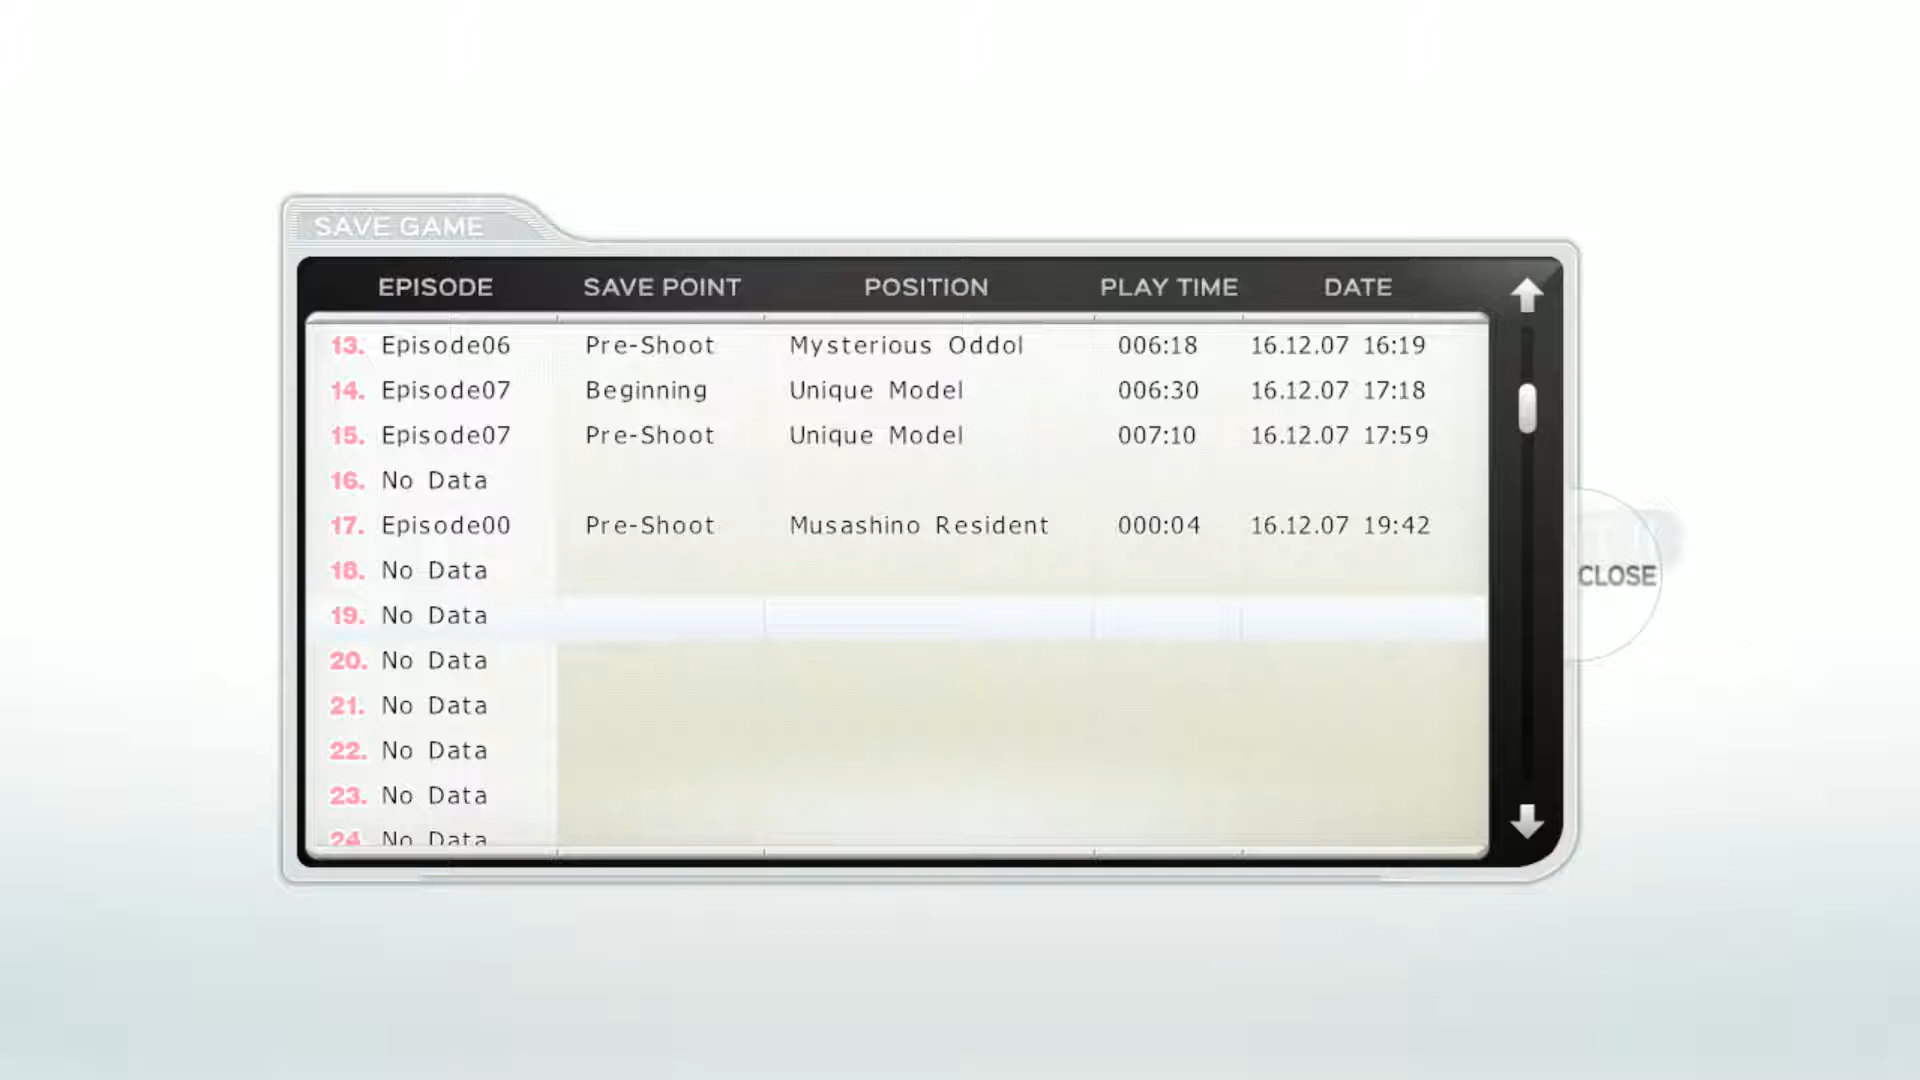 SAVE GAME
EPISODE SAVE POINT POSITION PLAY TIME DATE
13. Episode06 Pre-Shoot Mysterious Oddol 006:18 16.12.07 16:19
14. Episode07 Beginning Unique Model 006:30 16.12.07 17:18
15. Episode07 Pre-Shoot Unique Model 007:10 16.12.07 17:59
16. No Data
17. Episode00 Pre-Shoot Musashino Resident 000:04 16.12.07 19:42
18. No Data
CLOSE
19. No Data
20. No Data
21. No Data
22. No Data
23. No Data
24. No Data